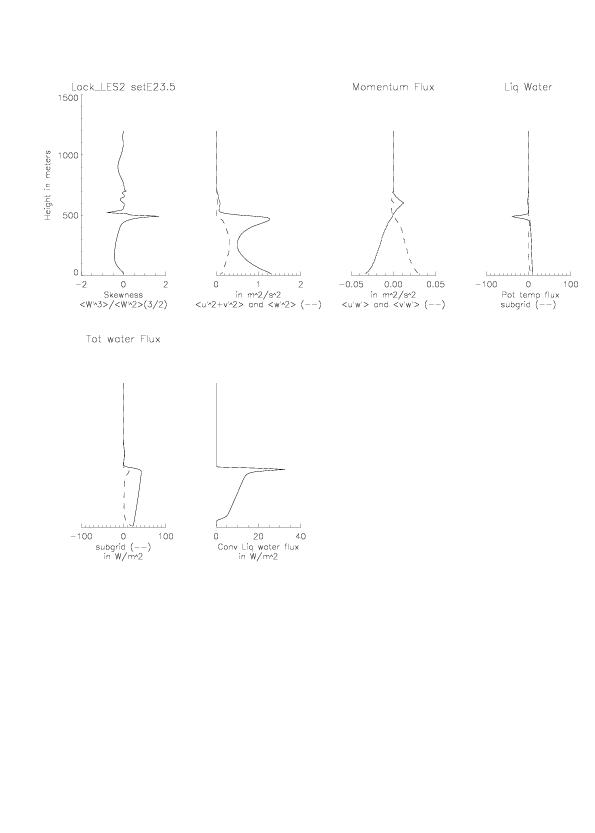 Lock_LES2 setE23.5
Momentum Flux
Liq Water
1500
1000
500
0
Height in meters
-2 0 2
0 1 2
-0.05 0.00 0.05
-100 0 100
Skewness
<W'^3>/<W'^2>(3/2)
in m^2/s^2
<u'^2+v'^2> and <w'^2> (--)
in m^2/s^2
<u'w'> and <v'w'> (--)
Pot temp flux
subgrid (--)
Tot water Flux
-100 0 100
0 20 40
subgrid (--)
in W/m^2
Conv Liq water flux
in W/m^2